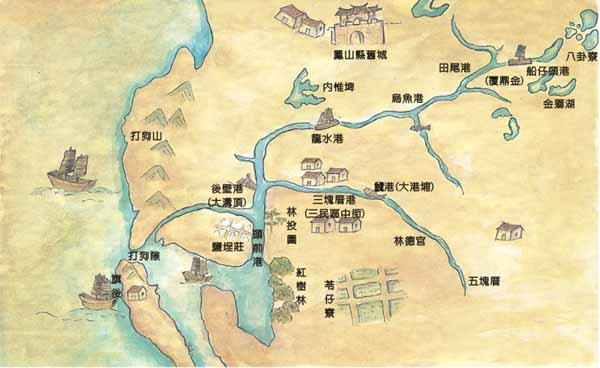 鳳山縣舊城
八卦寮
田尾港
船仔頭港
(覆鼎金)
金獅湖
內惟埤
烏魚港
打狗山
龍水港
後壁港
(大溝頂)
三塊厝港
(三民區中街)
港(大港埔)
林投圍
頭前港
鹽埕莊
林德官
打狗隙
旗後
紅樹林
苓仔寮
五塊厝